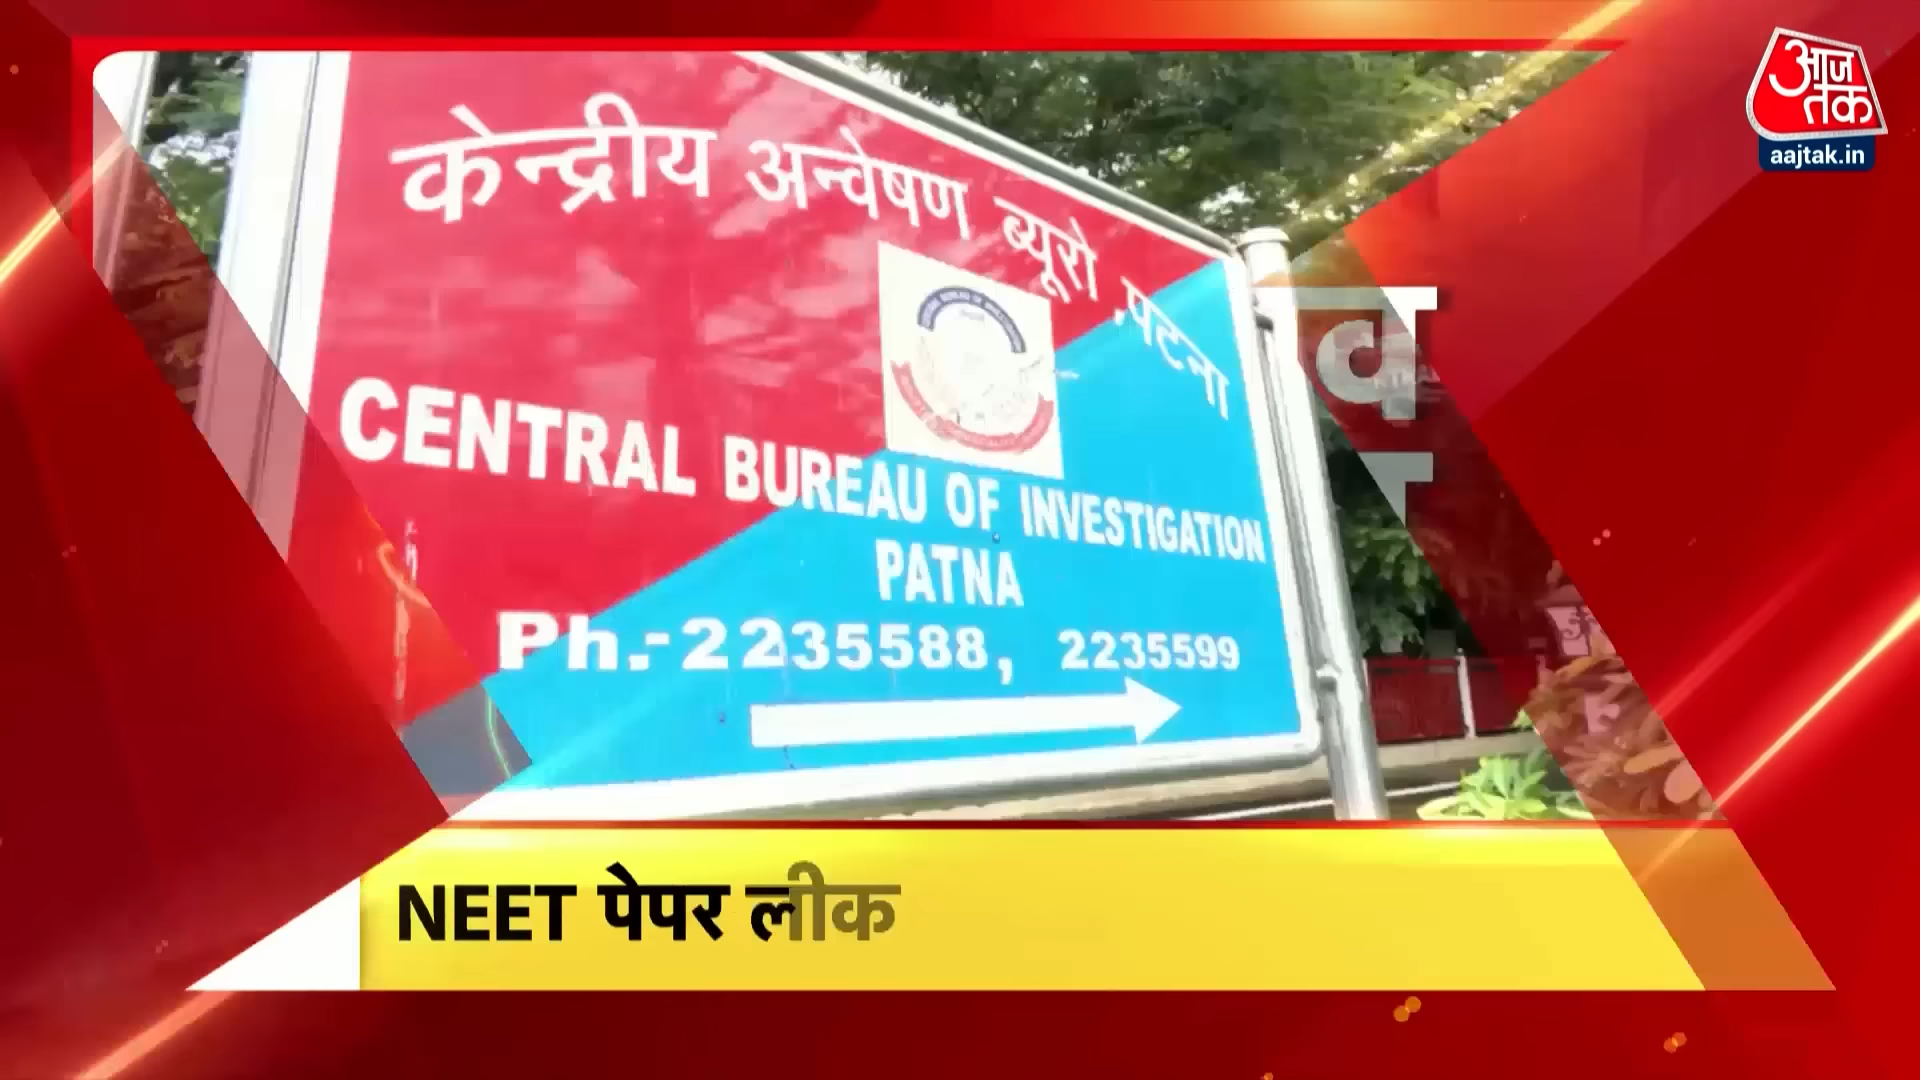 आज
तक
aajtak.in
केन्द्रीय अन्वेषण ब्यूरो, पटना
CENTRAL BUREAU OF INVESTIGATION
PATNA
Ph.-2235588, 2235599
NEET पेपर लीक